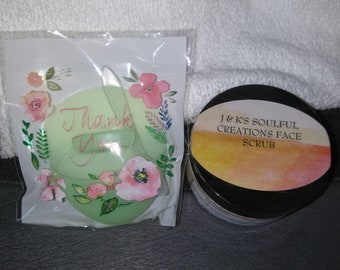 Thank
You
J & K'S SOULFUL
CREATIONS FACE
SCRUB